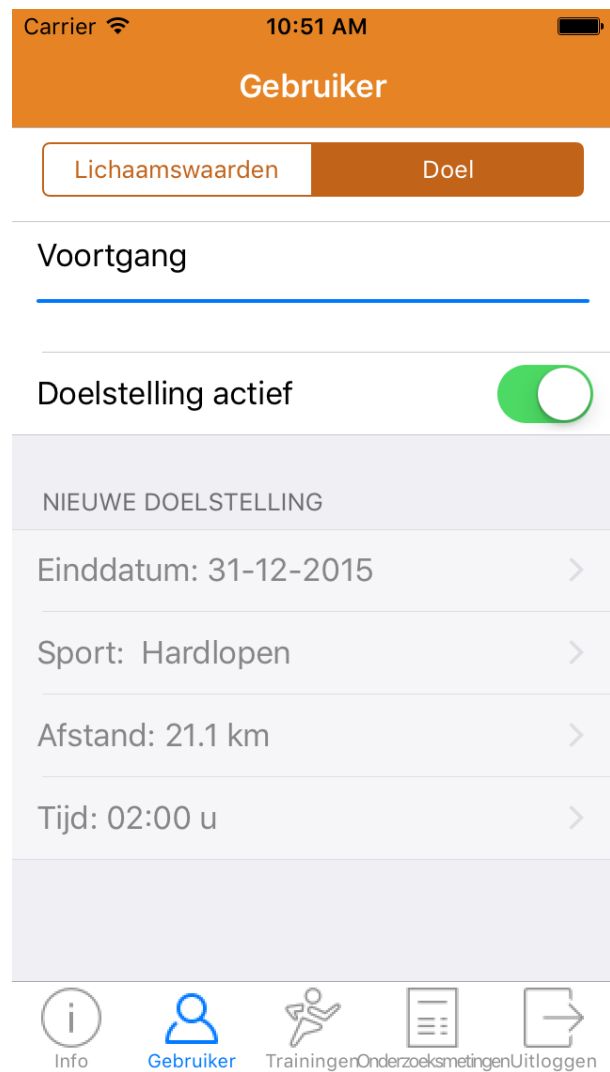 Carrier 10:51 AM
Gebruiker
Lichaamswaarden Doel
Voortgang
Doelstelling actief
NIEUWE DOELSTELLING
Einddatum: 31-12-2015
Sport: Hardlopen
Afstand: 21.1 km
Tijd: 02:00 u
Info Gebruiker Trainingen Onderzoeksmetingen Uitloggen